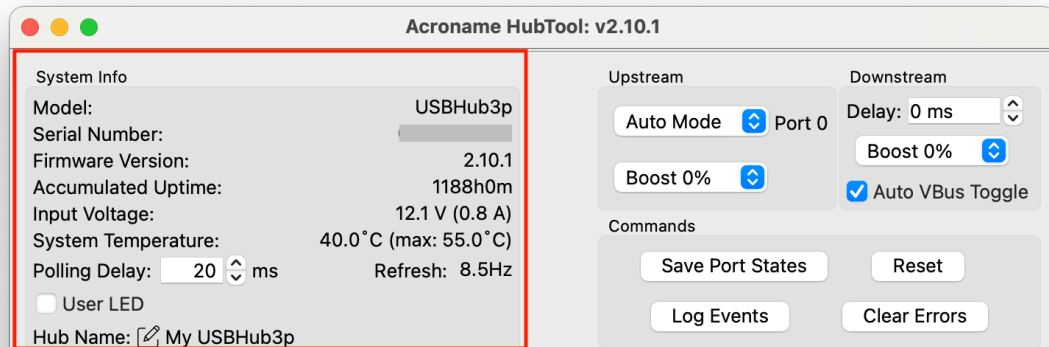 Acroname HubTool: v2.10.1
System Info
Model: USBHub3p
Serial Number:
Firmware Version: 2.10.1
Accumulated Uptime: 1188h0m
Input Voltage: 12.1 V (0.8 A)
System Temperature: 40.0˚C (max: 55.0˚C)
Polling Delay: 20 ms Refresh: 8.5Hz
User LED
Hub Name: My USBHub3p
Upstream
Auto Mode Port 0
Boost 0%
Downstream
Delay: 0 ms
Boost 0%
Auto VBus Toggle
Commands
Save Port States Reset
Log Events Clear Errors